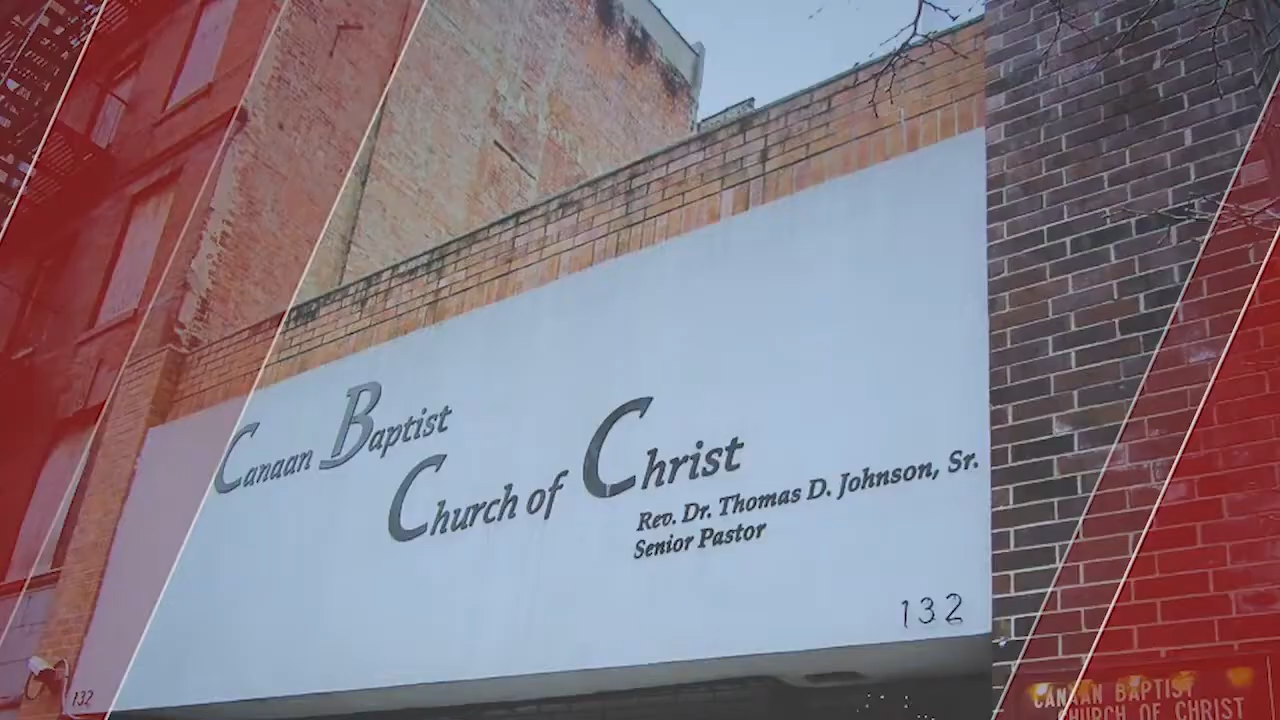 Canaan Baptist
Church of Christ
Rev. Dr. Thomas D. Johnson, Sr.
Senior Pastor
132
132
CANAAN BAPTIST
CHURCH OF CHRIST